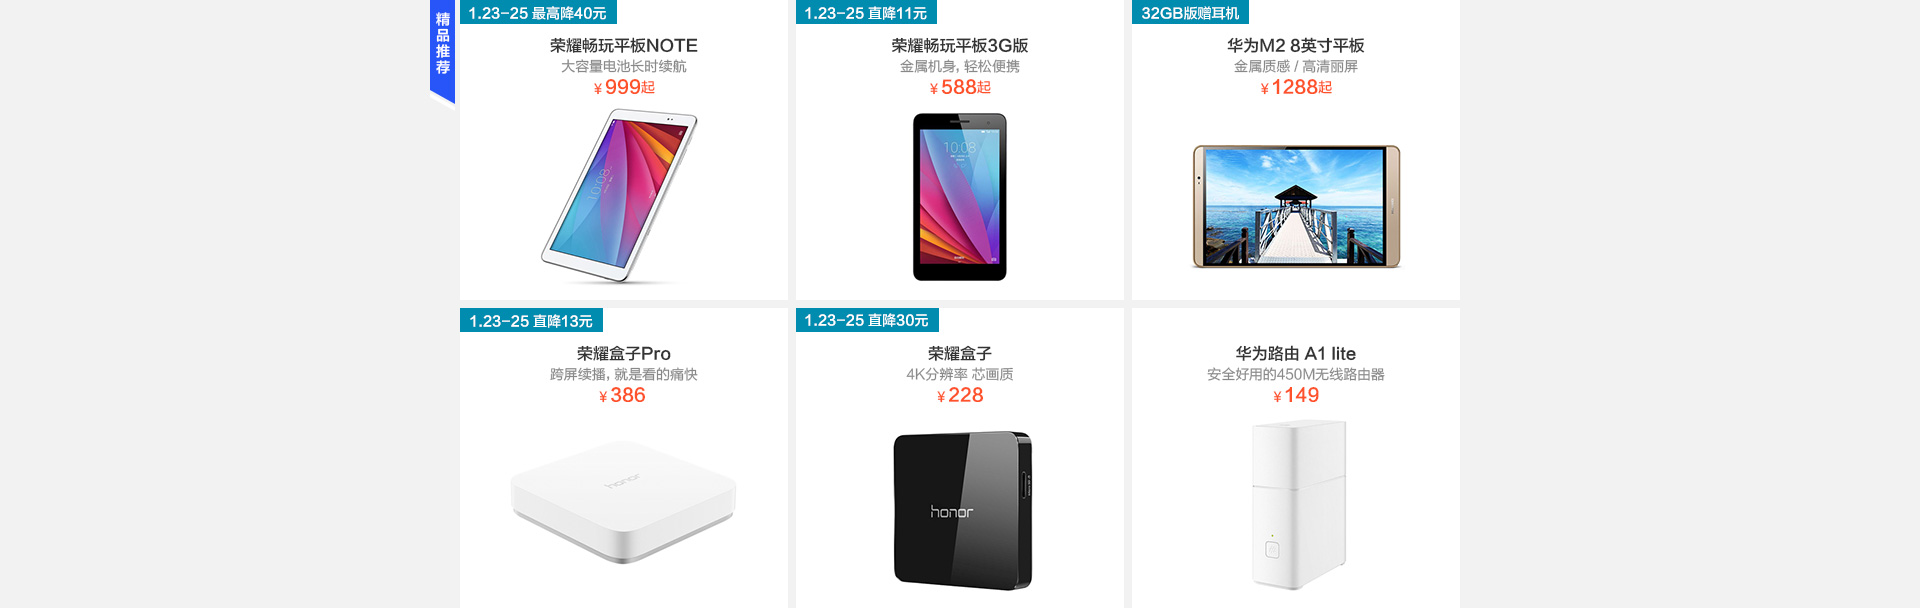 精品推荐
1.23-25 最高降40元
荣耀畅玩平板NOTE
大容量电池长时续航
¥999起
10:08
1.23-25 直降11元
荣耀畅玩平板3G版
金属机身, 轻松便携
¥588起
10:08
32GB版赠耳机
华为M2 8英寸平板
金属质感 / 高清丽屏
¥1288起
1.23-25 直降13元
荣耀盒子Pro
跨屏续播, 就是看的痛快
¥386
honor
1.23-25 直降30元
荣耀盒子
4K分辨率 芯画质
¥228
honor
华为路由 A1 lite
安全好用的450M无线路由器
¥149